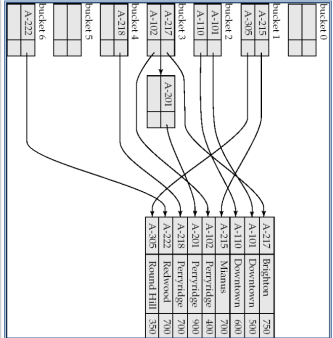 bucket 0
bucket 1
A-215
A-305
bucket 2
A-101
A-110
bucket 3
A-217
A-102
A-201
bucket 4
A-218
bucket 5
bucket 6
A-222
A-217 Brighton 750
A-101 Downtown 500
A-110 Downtown 600
A-215 Mianus 700
A-102 Perryridge 400
A-201 Perryridge 900
A-218 Perryridge 700
A-222 Redwood 700
A-305 Round Hill 350